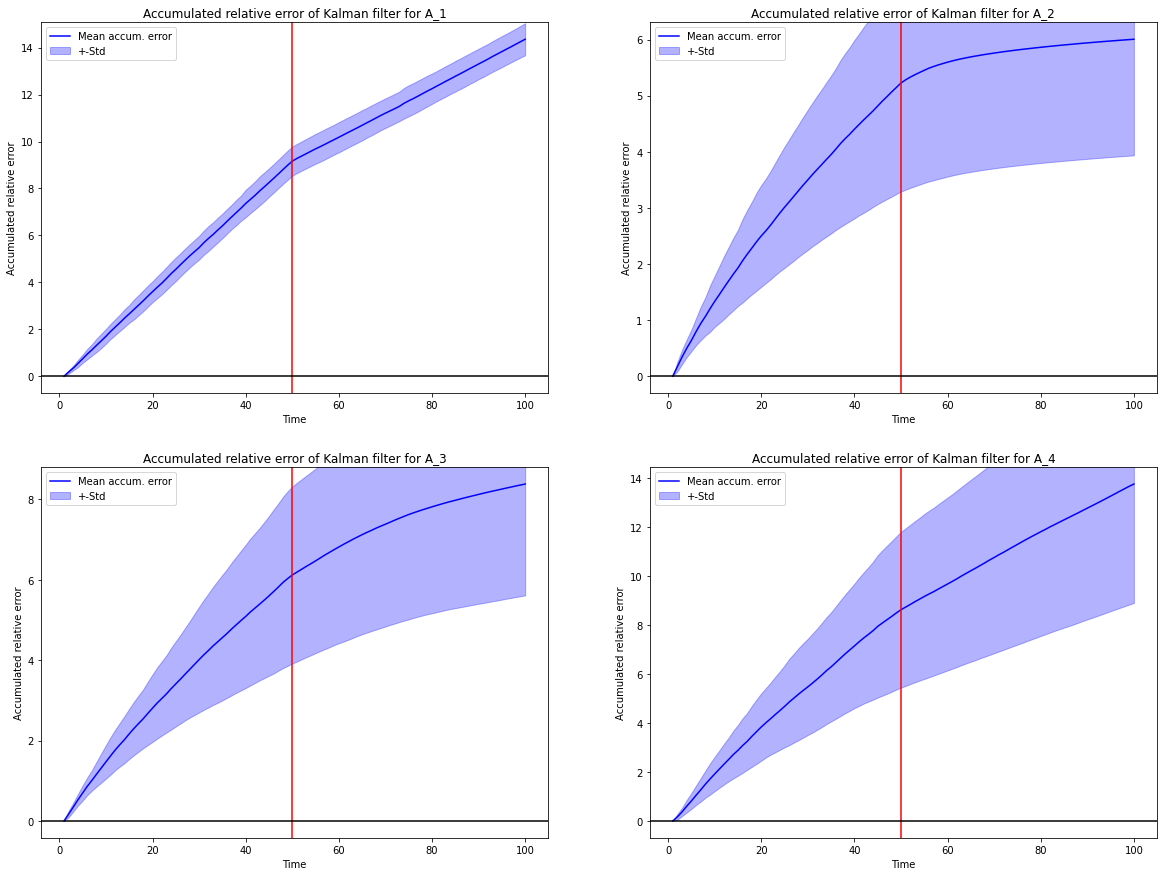 Accumulated relative error of Kalman filter for A_1
Mean accum. error
+-Std
Accumulated relative error
14
12
10
8
6
4
2
0
0 20 40 60 80 100
Time
Accumulated relative error of Kalman filter for A_2
Mean accum. error
+-Std
Accumulated relative error
6
5
4
3
2
1
0
0 20 40 60 80 100
Time
Accumulated relative error of Kalman filter for A_3
Mean accum. error
+-Std
Accumulated relative error
8
6
4
2
0
0 20 40 60 80 100
Time
Accumulated relative error of Kalman filter for A_4
Mean accum. error
+-Std
Accumulated relative error
14
12
10
8
6
4
2
0
0 20 40 60 80 100
Time